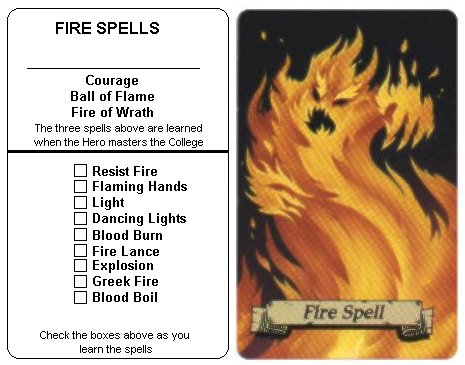 FIRE SPELLS
Courage
Ball of Flame
Fire of Wrath
The three spells above are learned
when the Hero masters the College
Resist Fire
Flaming Hands
Light
Dancing Lights
Blood Burn
Fire Lance
Explosion
Greek Fire
Blood Boil
Check the boxes above as you
learn the spells
Fire Spell